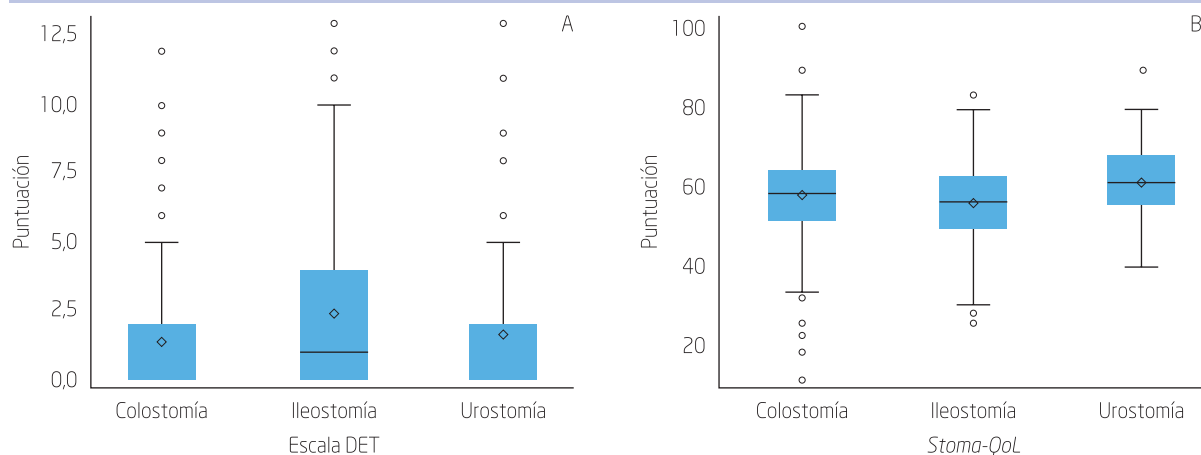 A
Puntuación
12,5
10,0
7,5
5,0
2,5
0,0
Colostomía Ileostomía Urostomía
Escala DET
B
Puntuación
100
80
60
40
20
Colostomía Ileostomía Urostomía
Stoma-QoL